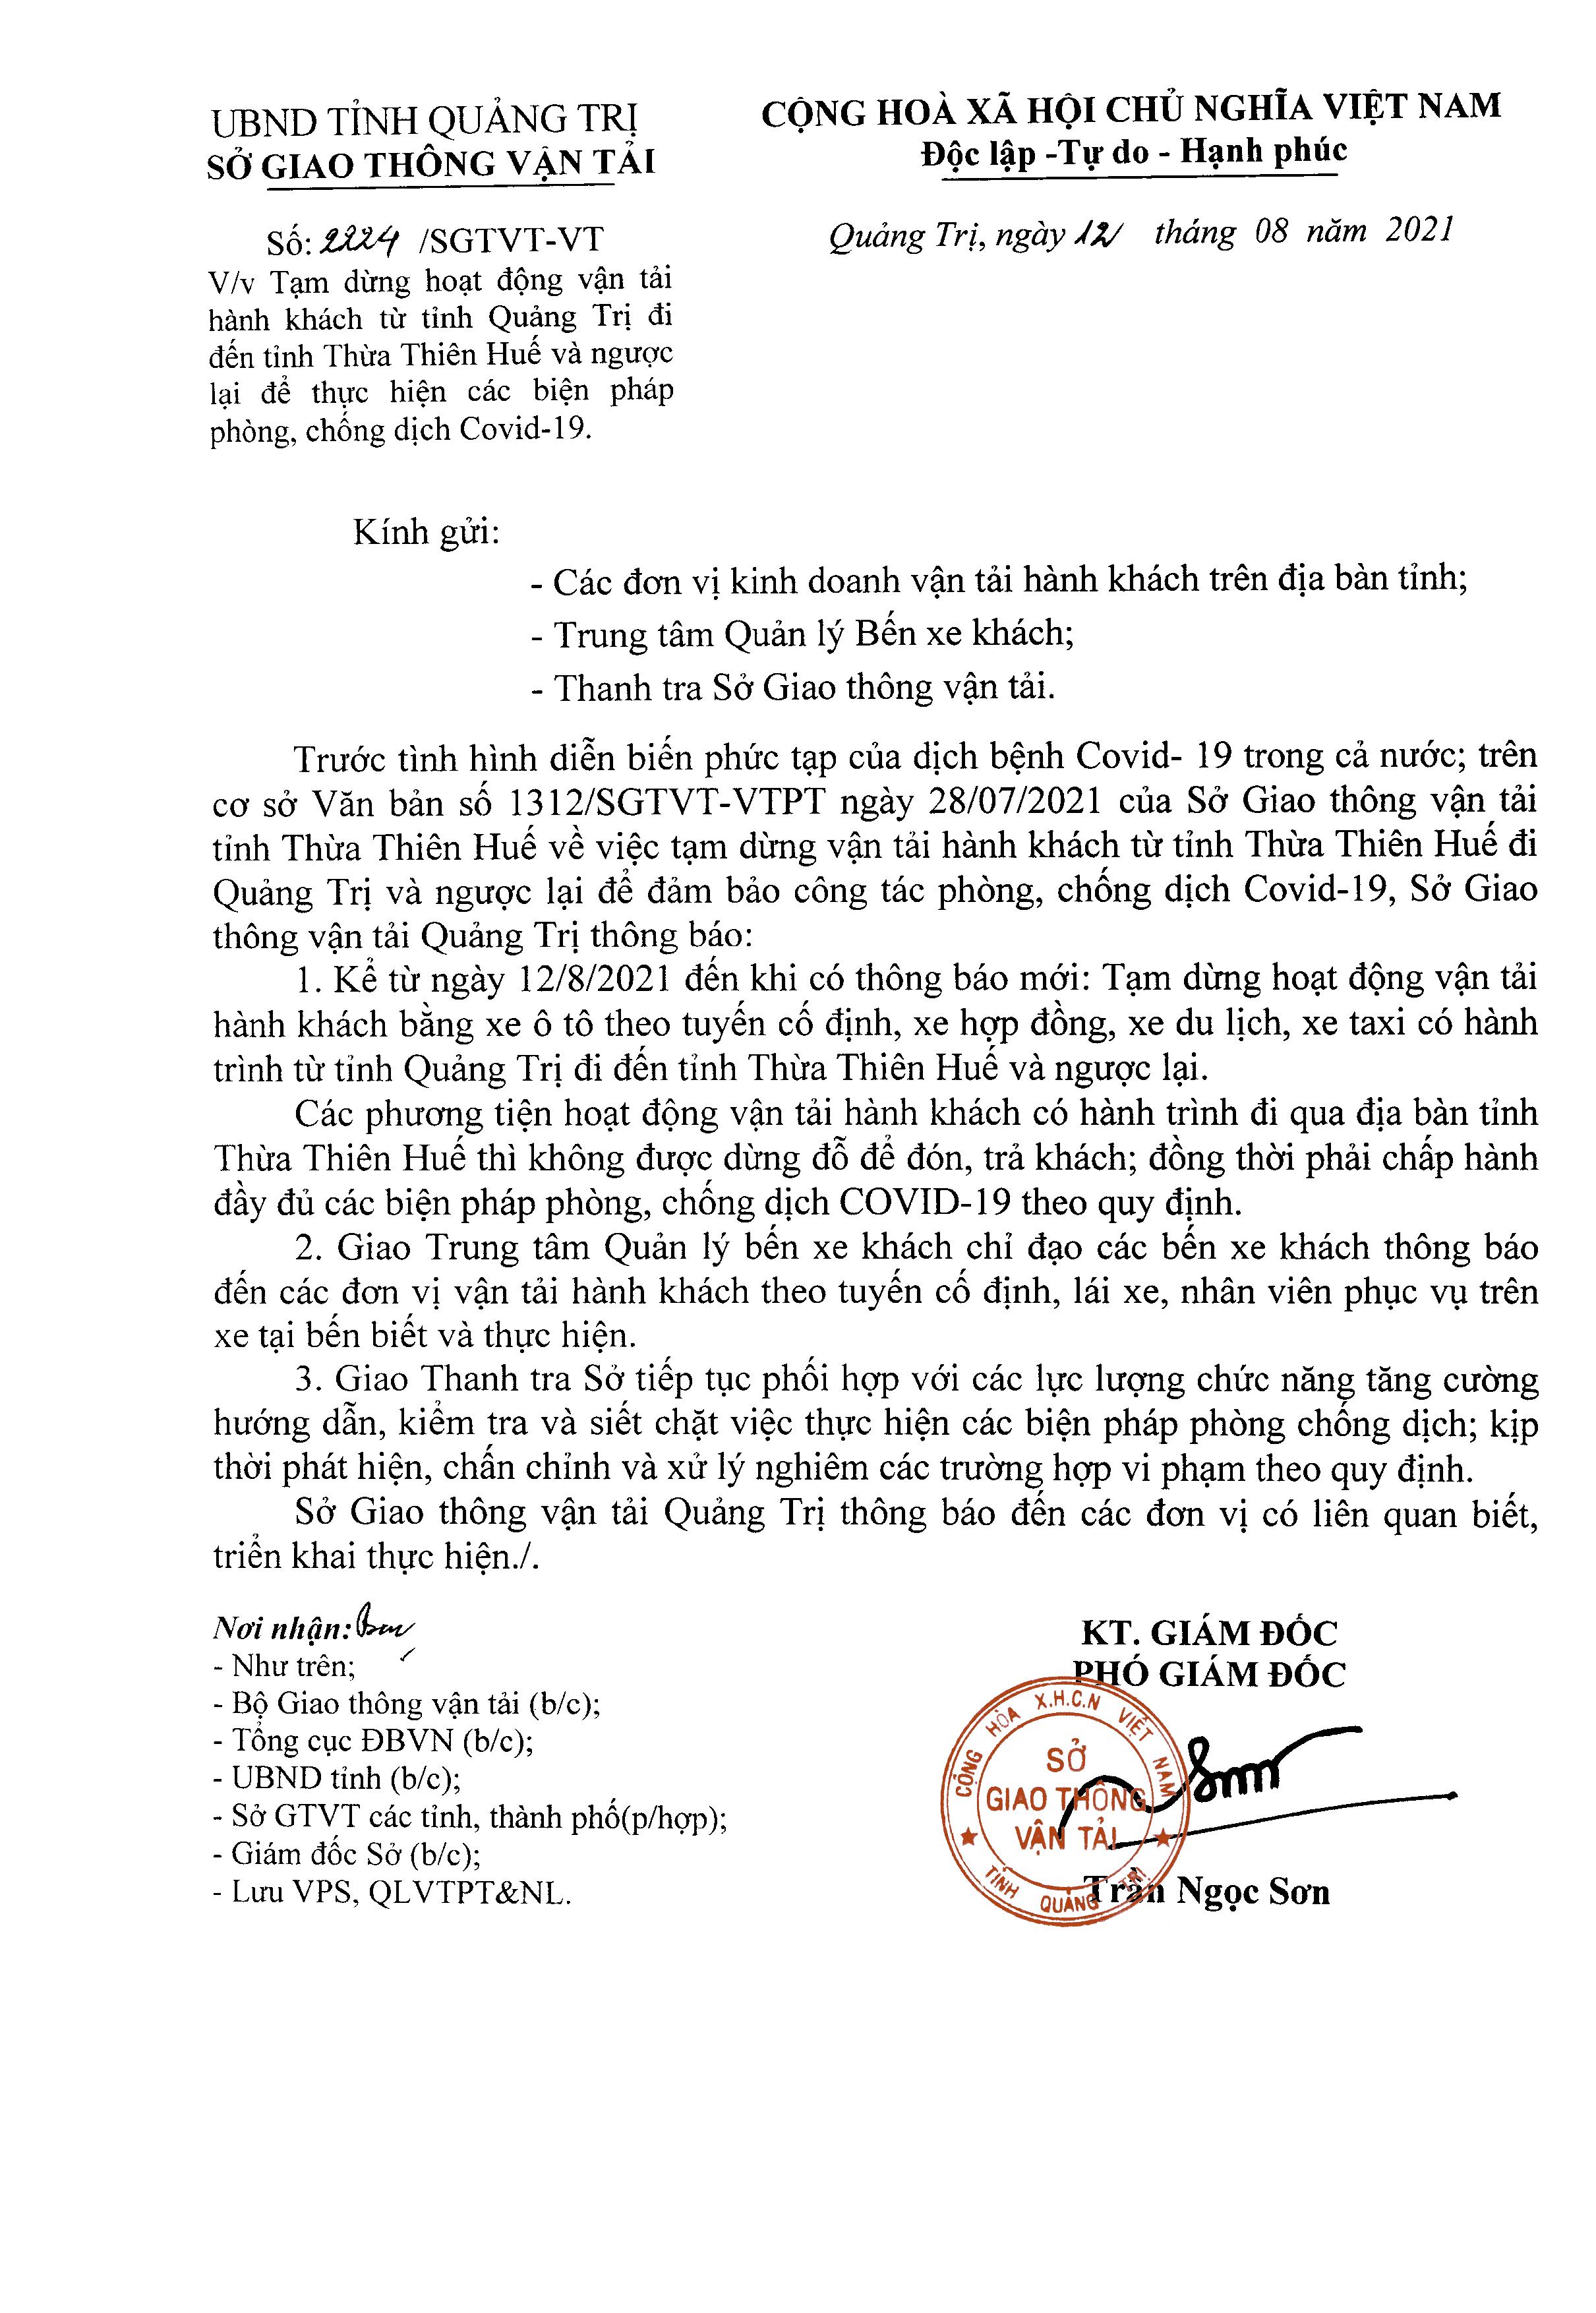 UBND TỈNH QUẢNG TRỊ
SỞ GIAO THÔNG VẬN TẢI
CỘNG HOÀ XÃ HỘI CHỦ NGHĨA VIỆT NAM
Độc lập -Tự do - Hạnh phúc
Số: 2224 /SGTVT-VT
Quảng Trị, ngày 12 tháng 08 năm 2021
V/v Tạm dừng hoạt động vận tải
hành khách từ tỉnh Quảng Trị đi
đến tỉnh Thừa Thiên Huế và ngược
lại để thực hiện các biện pháp
phòng, chống dịch Covid-19.
Kính gửi:
- Các đơn vị kinh doanh vận tải hành khách trên địa bàn tỉnh;
- Trung tâm Quản lý Bến xe khách;
- Thanh tra Sở Giao thông vận tải.
Trước tình hình diễn biến phức tạp của dịch bệnh Covid- 19 trong cả nước; trên
cơ sở Văn bản số 1312/SGTVT-VTPT ngày 28/07/2021 của Sở Giao thông vận tải
tỉnh Thừa Thiên Huế về việc tạm dừng vận tải hành khách từ tỉnh Thừa Thiên Huế đi
Quảng Trị và ngược lại để đảm bảo công tác phòng, chống dịch Covid-19, Sở Giao
thông vận tải Quảng Trị thông báo:
1. Kể từ ngày 12/8/2021 đến khi có thông báo mới: Tạm dừng hoạt động vận tải
hành khách bằng xe ô tô theo tuyến cố định, xe hợp đồng, xe du lịch, xe taxi có hành
trình từ tỉnh Quảng Trị đi đến tỉnh Thừa Thiên Huế và ngược lại.
Các phương tiện hoạt động vận tải hành khách có hành trình đi qua địa bàn tỉnh
Thừa Thiên Huế thì không được dừng đỗ để đón, trả khách; đồng thời phải chấp hành
đầy đủ các biện pháp phòng, chống dịch COVID-19 theo quy định.
2. Giao Trung tâm Quản lý bến xe khách chỉ đạo các bến xe khách thông báo
đến các đơn vị vận tải hành khách theo tuyến cố định, lái xe, nhân viên phục vụ trên
xe tại bến biết và thực hiện.
3. Giao Thanh tra Sở tiếp tục phối hợp với các lực lượng chức năng tăng cường
hướng dẫn, kiểm tra và siết chặt việc thực hiện các biện pháp phòng chống dịch; kịp
thời phát hiện, chấn chỉnh và xử lý nghiêm các trường hợp vi phạm theo quy định.
Sở Giao thông vận tải Quảng Trị thông báo đến các đơn vị có liên quan biết,
triển khai thực hiện./.
Nơi nhận:
- Như trên;
- Bộ Giao thông vận tải (b/c);
- Tổng cục ĐBVN (b/c);
- UBND tỉnh (b/c);
- Sở GTVT các tỉnh, thành phố(p/hợp);
- Giám đốc Sở (b/c);
- Lưu VPS, QLVTPT&NL.
KT. GIÁM ĐỐC
PHÓ GIÁM ĐỐC
CỘNG HÒA X.H.C.N VIỆT NAM
SỞ
GIAO THÔNG
VẬN TẢI
TỈNH QUẢNG TRỊ
Trần Ngọc Sơn